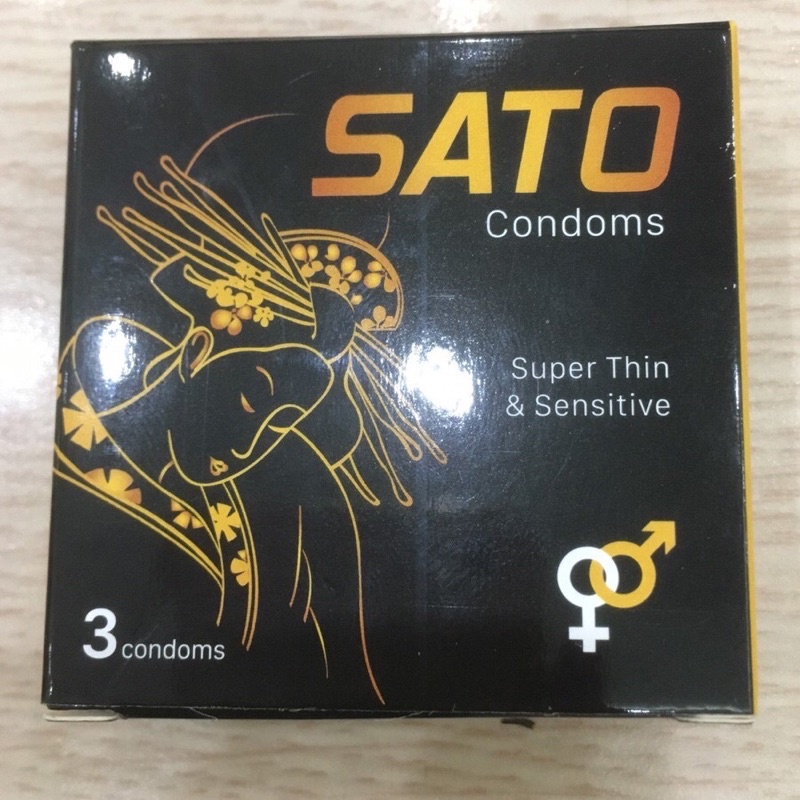 SATO
Condoms
Super Thin
& Sensitive
3 condoms